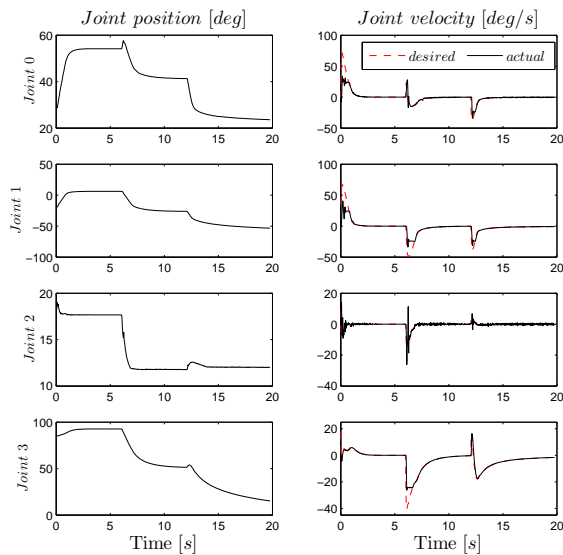 Joint position [deg]
Joint velocity [deg/s]
Joint 0
60
40
20
0 5 10 15 20
100
50
0
−50
0 5 10 15 20
desired actual
Joint 1
50
0
−50
−100
0 5 10 15 20
100
50
0
−50
0 5 10 15 20
Joint 2
18
15
11
0 5 10 15 20
20
0
−20
−40
0 5 10 15 20
Joint 3
100
50
0
0 5 10 15 20
20
0
−20
−40
0 5 10 15 20
Time [s]
Time [s]